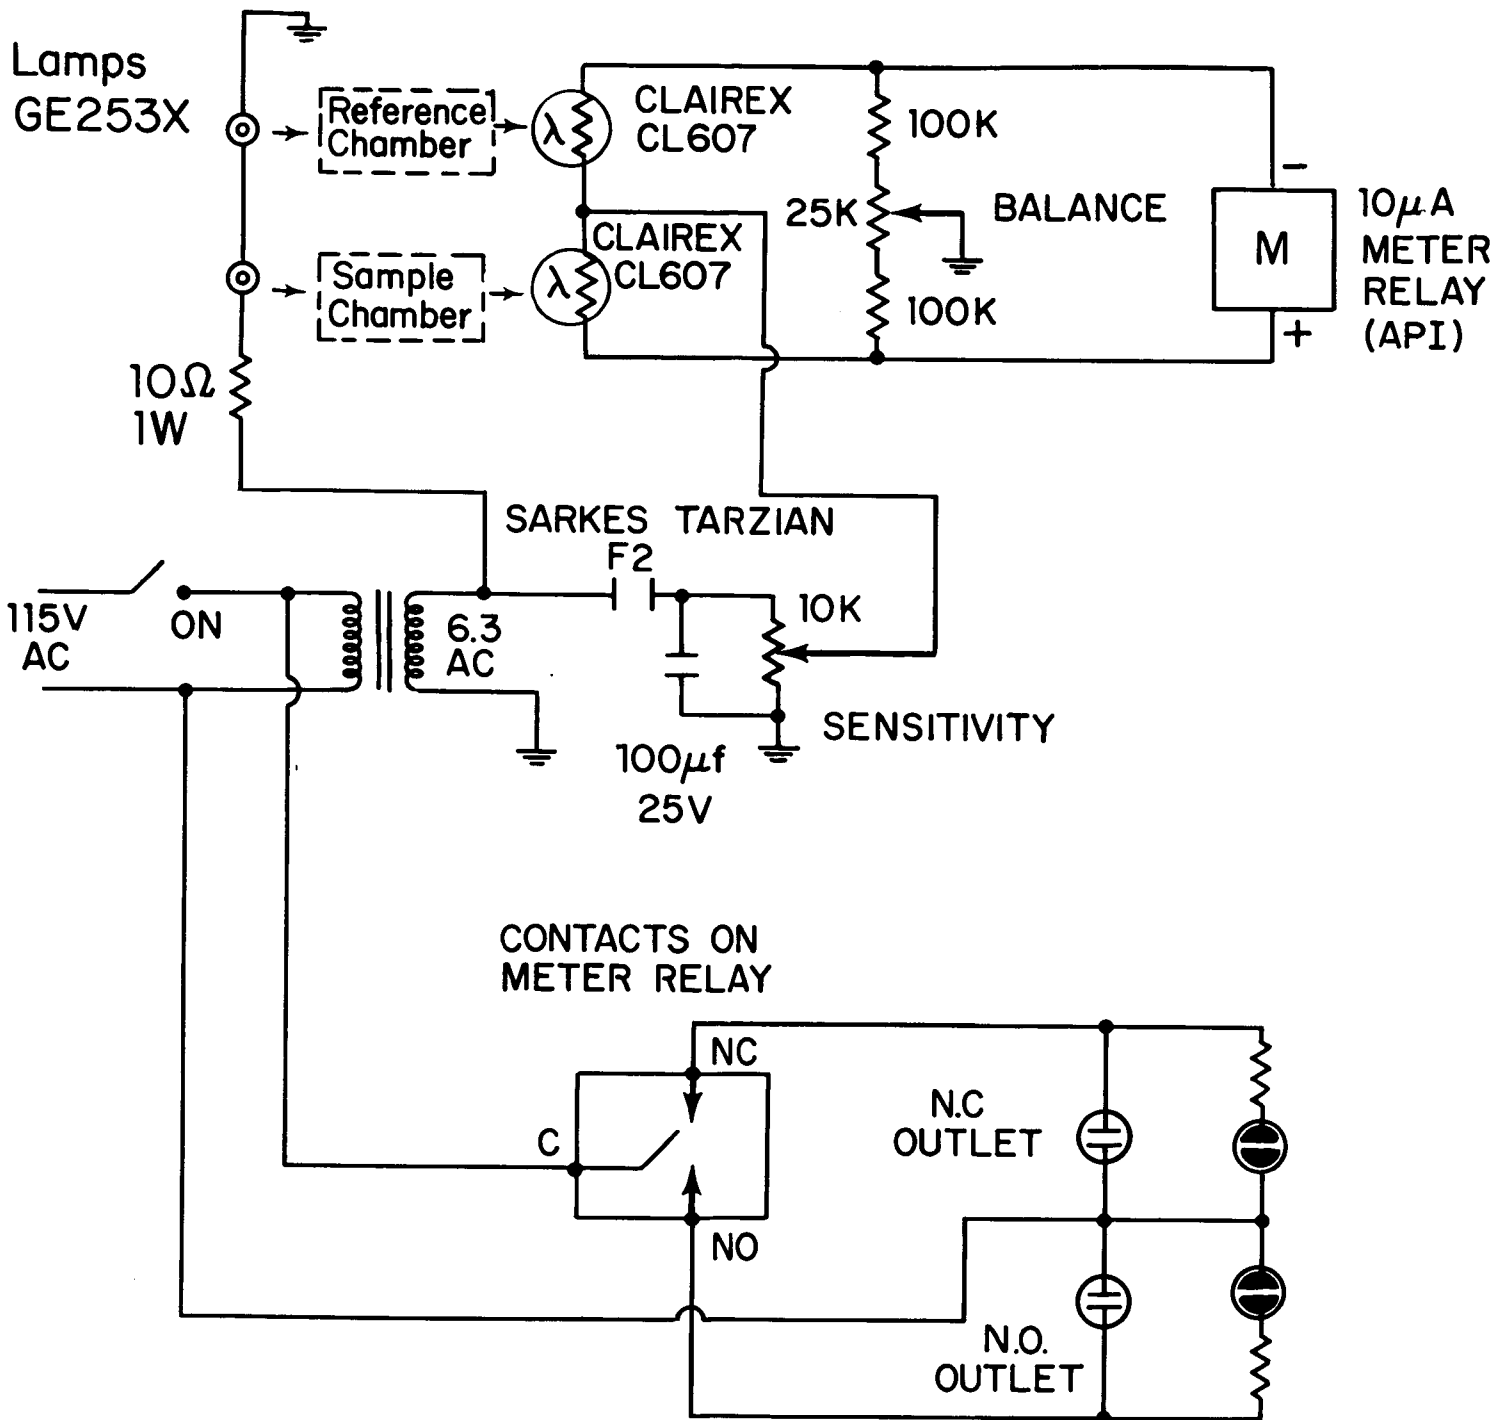 Lamps
GE253X
Reference
Chamber
λ
CLAIREX
CL607
100K
25K
BALANCE
100K
-
M
+
10μA
METER
RELAY
(API)
Sample
Chamber
λ
CLAIREX
CL607
10Ω
1W
SARKES TARZIAN
F2
115V
AC
ON
6.3
AC
10K
SENSITIVITY
100μf
25V
CONTACTS ON
METER RELAY
NC
C
NO
N.C
OUTLET
N.O.
OUTLET